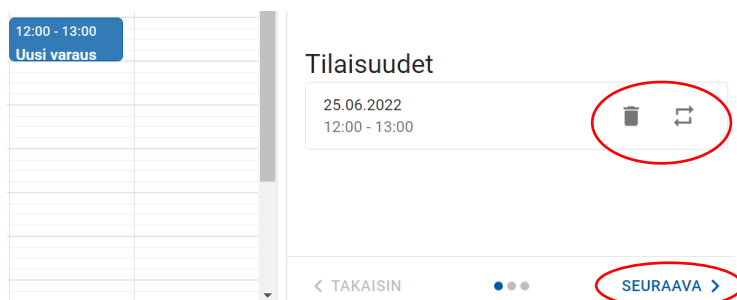 12:00 - 13:00
Uusi varaus
Tilaisuudet
25.06.2022
12:00 - 13:00
TAKAISIN
SEURAAVA